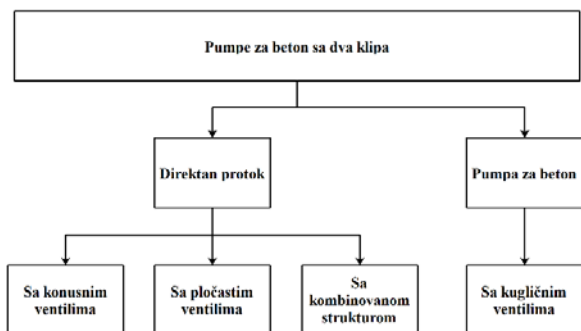 Pumpe za beton sa dva klipa
Direktan protok
Pumpa za beton
Sa konusnim
ventilima
Sa pločastim
ventilima
Sa
kombinovanom
strukturom
Sa kugličnim
ventilima